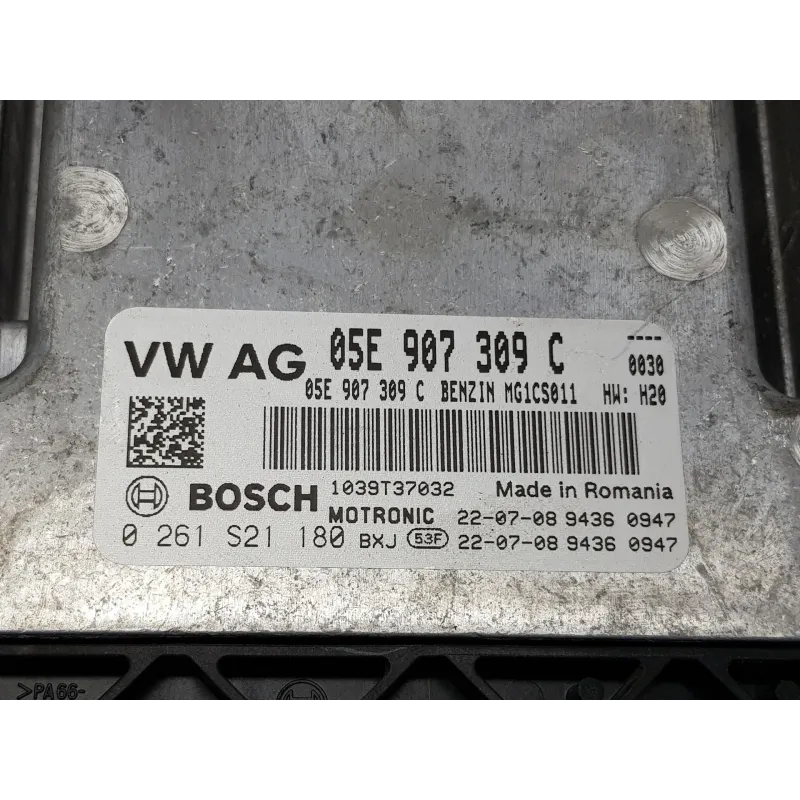 VW AG 05E 907 309 C ----
0030
05E 907 309 C BENZIN MG1CS011 HW: H20
BOSCH 1039T37032 Made in Romania
MOTRONIC 22-07-08 9436 0947
0 261 S21 180 BXJ 53F 22-07-08 9436 0947
>PA66-